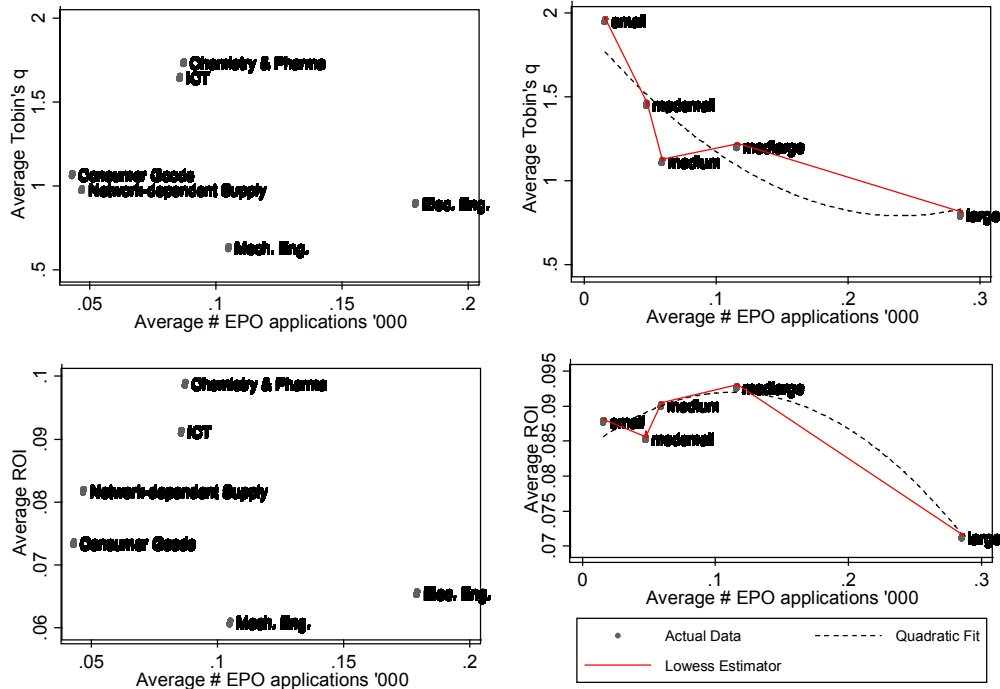 Average Tobin's q
2
1.5
1
.5
Chemistry & Pharma
ICT
Consumer Goods
Network-dependent Supply
Elec. Eng.
Mech. Eng.
.05 .1 .15 .2
Average # EPO applications '000
Average Tobin's q
2
1.5
1
.5
small
medsmall
medium
medlarge
large
0 .1 .2 .3
Average # EPO applications '000
Average ROI
.1
.09
.08
.07
.06
Chemistry & Pharma
ICT
Network-dependent Supply
Consumer Goods
Elec. Eng.
Mech. Eng.
.05 .1 .15 .2
Average # EPO applications '000
Average ROI
.095
.09
.085
.08
.075
.07
medlarge
medium
small
medsmall
large
0 .1 .2 .3
Average # EPO applications '000
Actual Data Quadratic Fit
Lowess Estimator